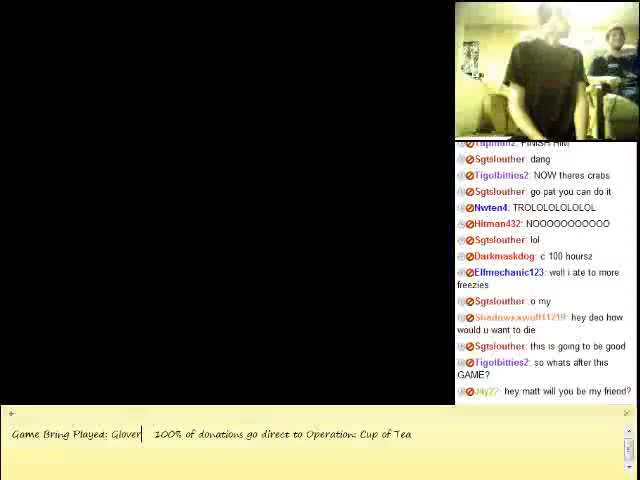 FINISH HIM
Sgtslouther: dang
Tigolbitties2: NOW theres crabs
Sgtslouther: go pat you can do it
Nwten4: TROLOLOLOLOLOL
Hitman432: NOOOOOOOOOOO
Sgtslouther: lol
Darkmaskdog: c 100 hoursz
Elfmechanic123: well i ate to more
freezies
Sgtslouther: o my
hey deo how
would u want to die
Sgtslouther: this is going to be good
Tigolbitties2: so whats after this
GAME?
hey matt will you be my friend?
Game Bring Played: Glover 100% of donations go direct to Operation: Cup of Tea